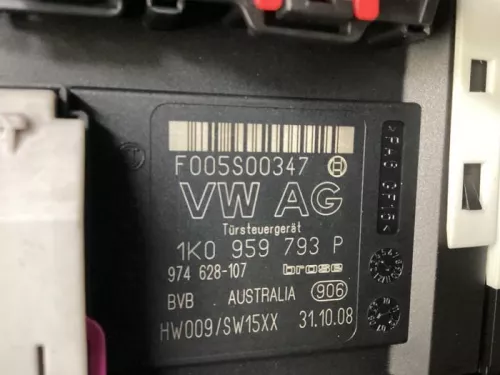 F005S00347
VW AG
Türsteuergerät
1K0 959 793 P
974 628-107 brose
BVB AUSTRALIA 906
HW009/SW15XX 31.10.08